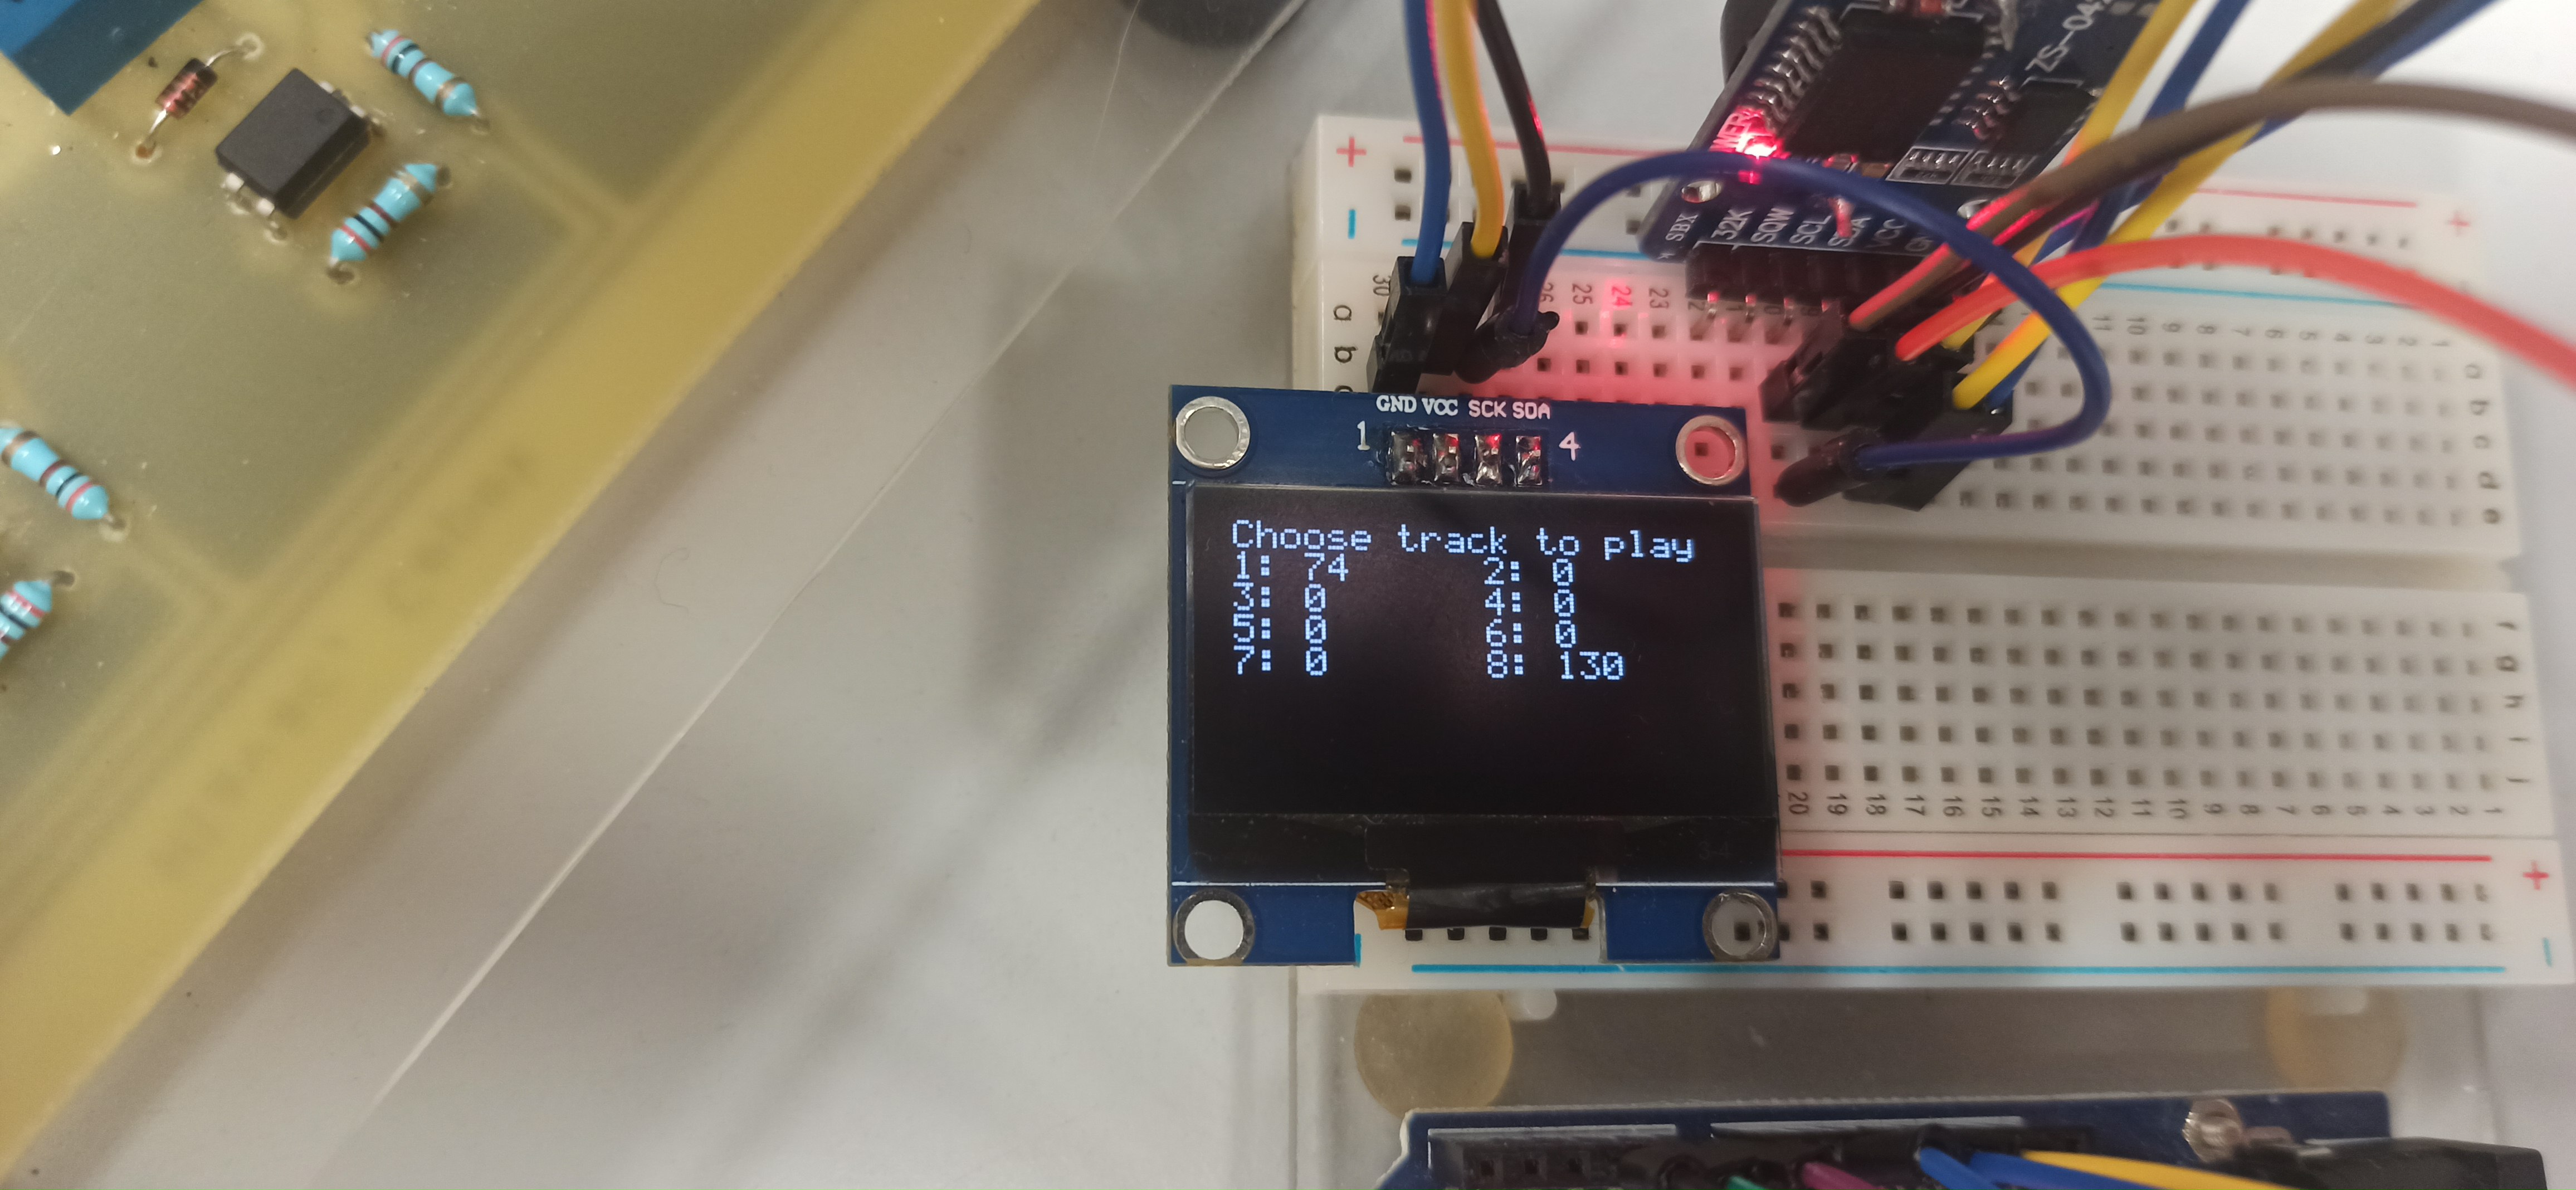 ZS-04
POWER
SBX 32K SQW SCL SDA VCC
+ +
-
30 26 25 24 23
11 10 9 8 7 6 5 4 3 2 1
a a
b b
c
d
e
GND VCC SCK SDA
1 4
Choose track to play
1: 74 2: 0
3: 0 4: 0
5: 0 6: 0
7: 0 8: 130
f
g
h
i
j
20 19 18 17 16 15 14 13 12 11 10 9 8 7 6 5 4 3 2 1
+
-